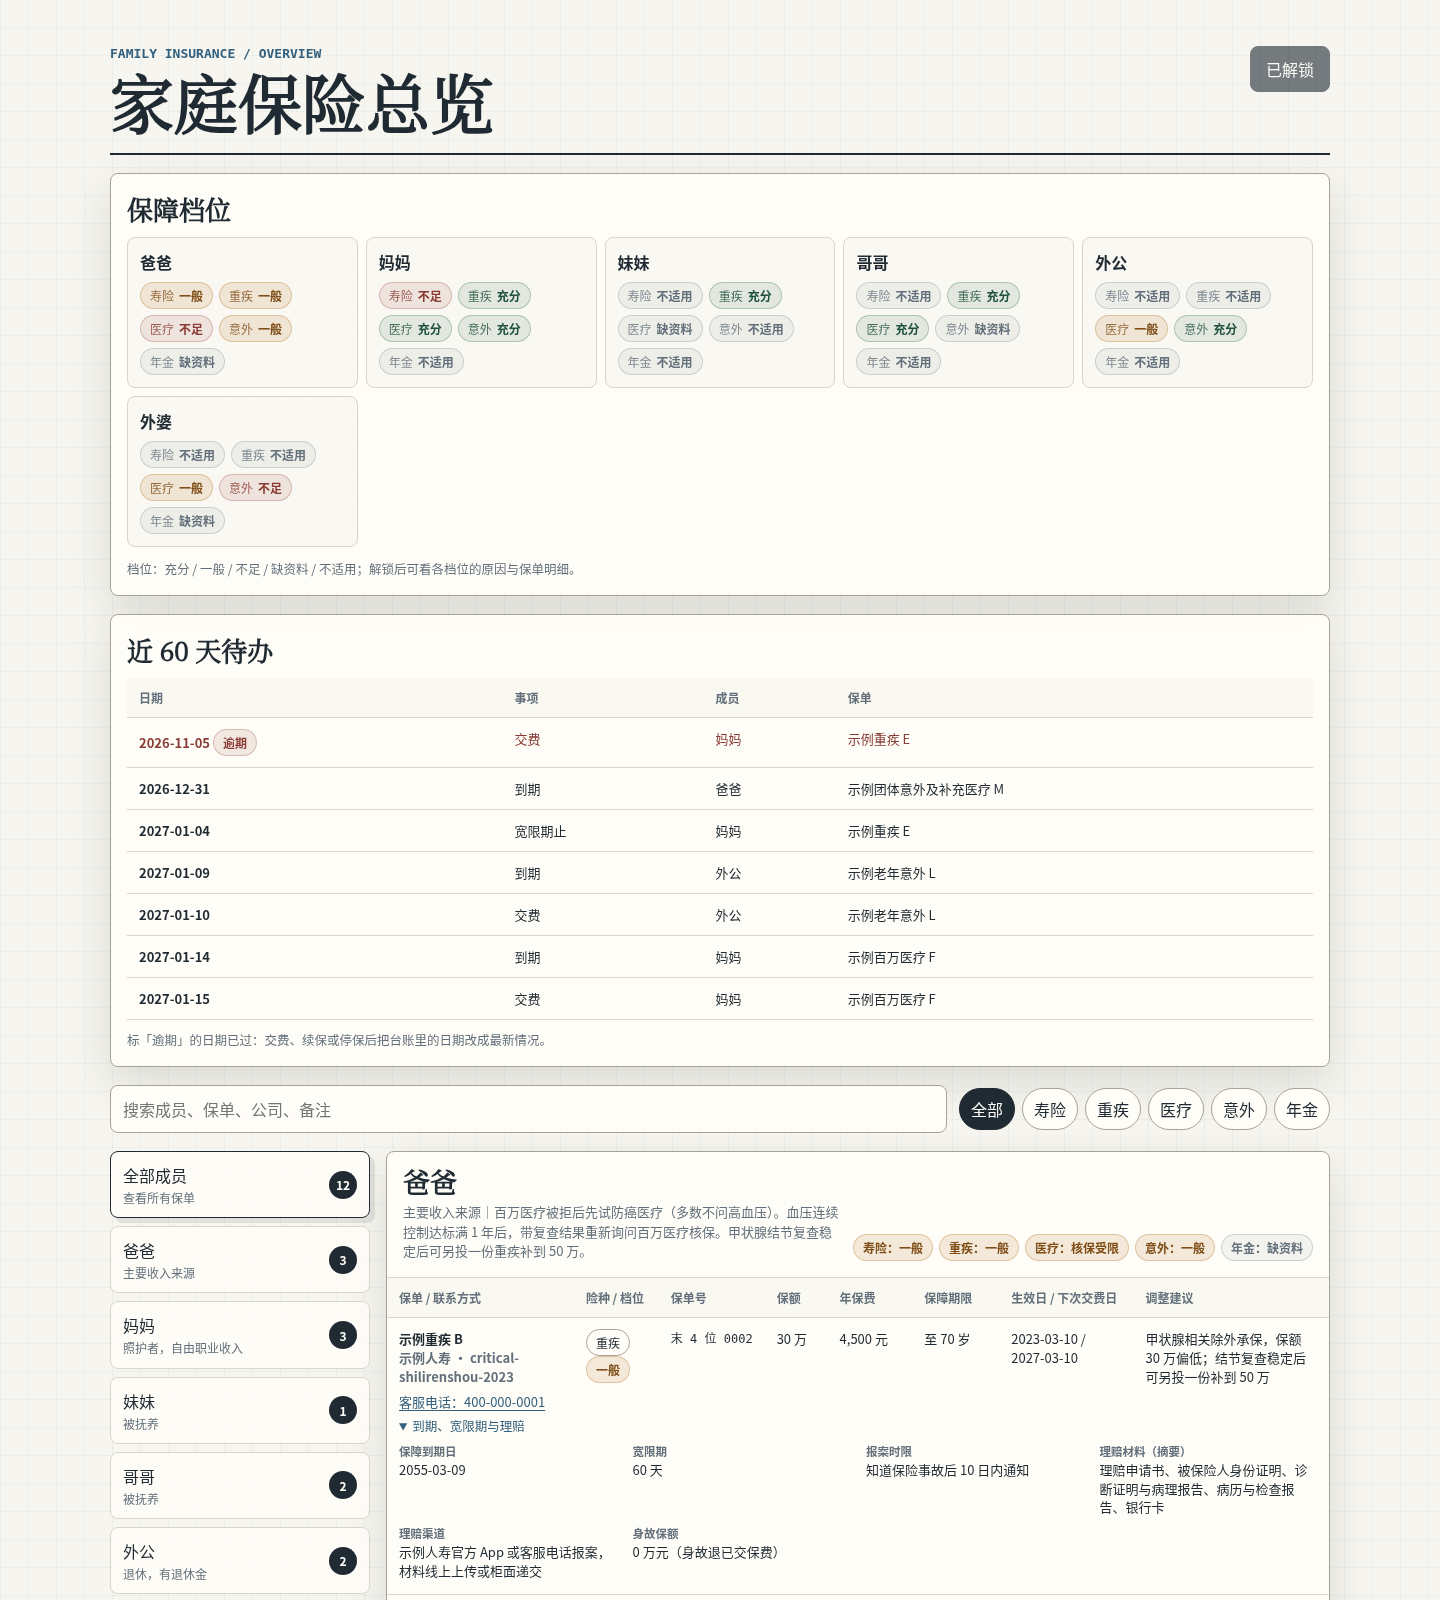 FAMILY INSURANCE / OVERVIEW
家庭保险总览
已解锁
保障档位
爸爸
寿险 一般 重疾 一般
医疗 不足 意外 一般
年金 缺资料
妈妈
寿险 不足 重疾 充分
医疗 充分 意外 充分
年金 不适用
妹妹
寿险 不适用 重疾 充分
医疗 缺资料 意外 不适用
年金 不适用
哥哥
寿险 不适用 重疾 充分
医疗 充分 意外 缺资料
年金 不适用
外公
寿险 不适用 重疾 不适用
医疗 一般 意外 充分
年金 不适用
外婆
寿险 不适用 重疾 不适用
医疗 一般 意外 不足
年金 缺资料
档位：充分 / 一般 / 不足 / 缺资料 / 不适用；解锁后可看各档位的原因与保单明细。
近 60 天待办
日期 事项 成员 保单
2026-11-05 逾期 交费 妈妈 示例重疾 E
2026-12-31 到期 爸爸 示例团体意外及补充医疗 M
2027-01-04 宽限期止 妈妈 示例重疾 E
2027-01-09 到期 外公 示例老年意外 L
2027-01-10 交费 外公 示例老年意外 L
2027-01-14 到期 妈妈 示例百万医疗 F
2027-01-15 交费 妈妈 示例百万医疗 F
标「逾期」的日期已过：交费、续保或停保后把台账里的日期改成最新情况。
搜索成员、保单、公司、备注
全部 寿险 重疾 医疗 意外 年金
全部成员
查看所有保单
12
爸爸
主要收入来源
3
妈妈
照护者，自由职业收入
3
妹妹
被抚养
1
哥哥
被抚养
2
外公
退休，有退休金
2
爸爸
主要收入来源｜百万医疗被拒后先试防癌医疗（多数不问高血压）。血压连续
控制达标满 1 年后，带复查结果重新询问百万医疗核保。甲状腺结节复查稳
定后可另投一份重疾补到 50 万。
寿险：一般 重疾：一般 医疗：核保受限 意外：一般 年金：缺资料
保单 / 联系方式 险种 / 档位 保单号 保额 年保费 保障期限 生效日 / 下次交费日 调整建议
示例重疾 B
示例人寿 · critical-
shilirenshou-2023
客服电话：400-000-0001
▼ 到期、宽限期与理赔
重疾
一般
末 4 位 0002
30 万
4,500 元
至 70 岁
2023-03-10 /
2027-03-10
甲状腺相关除外承保，保额
30 万偏低；结节复查稳定后
可另投一份补到 50 万
保障到期日
2055-03-09
宽限期
60 天
报案时限
知道保险事故后 10 日内通知
理赔材料（摘要）
理赔申请书、被保险人身份证明、诊
断证明与病理报告、病历与检查报
告、银行卡
理赔渠道
示例人寿官方 App 或客服电话报案，
材料线上上传或柜面递交
身故保额
0 万元（身故退已交保费）